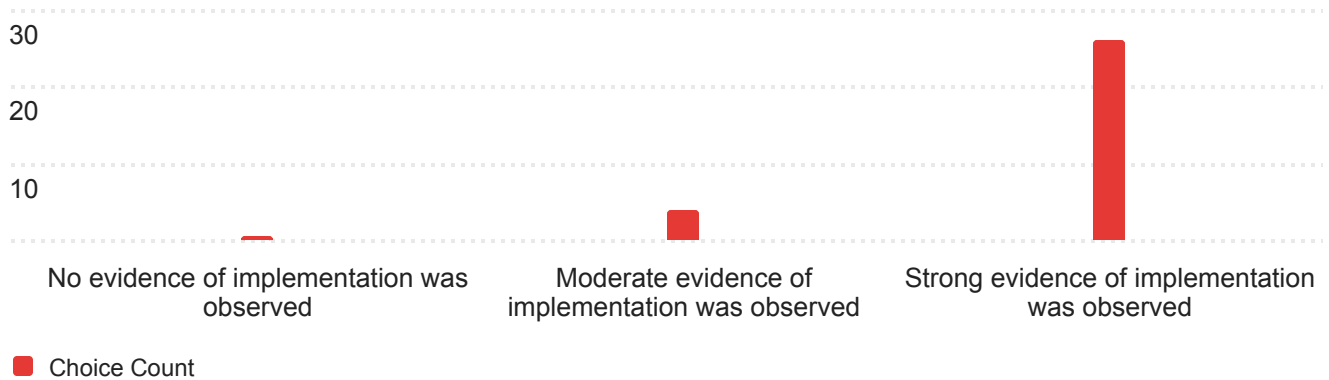 30
20
10
No evidence of implementation was
observed
Moderate evidence of
implementation was observed
Strong evidence of implementation
was observed
Choice Count